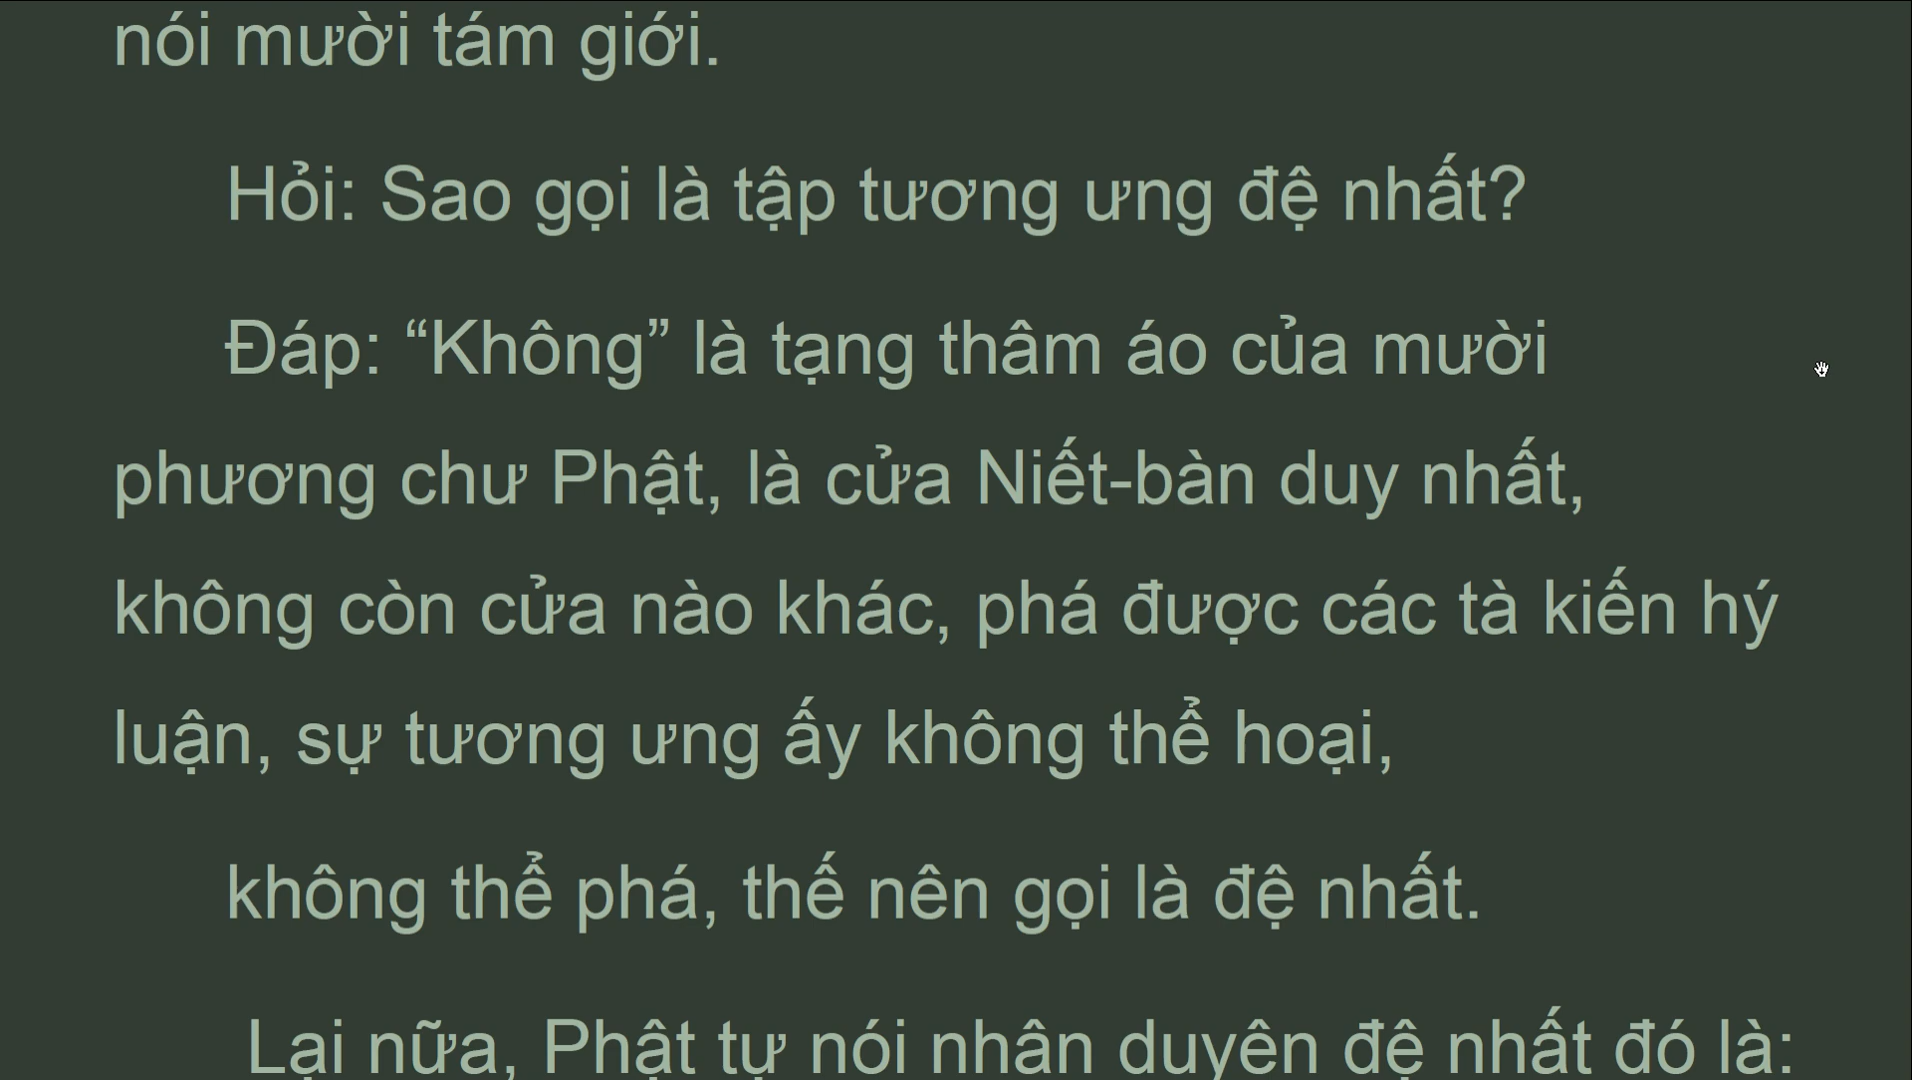 nói mười tám giới.
Hỏi: Sao gọi là tập tương ưng đệ nhất?
Đáp: “Không” là tạng thâm áo của mười
phương chư Phật, là cửa Niết-bàn duy nhất,
không còn cửa nào khác, phá được các tà kiến hý
luận, sự tương ưng ấy không thể hoại,
không thể phá, thế nên gọi là đệ nhất.
Lại nữa, Phật tự nói nhân duyên đệ nhất đó là: